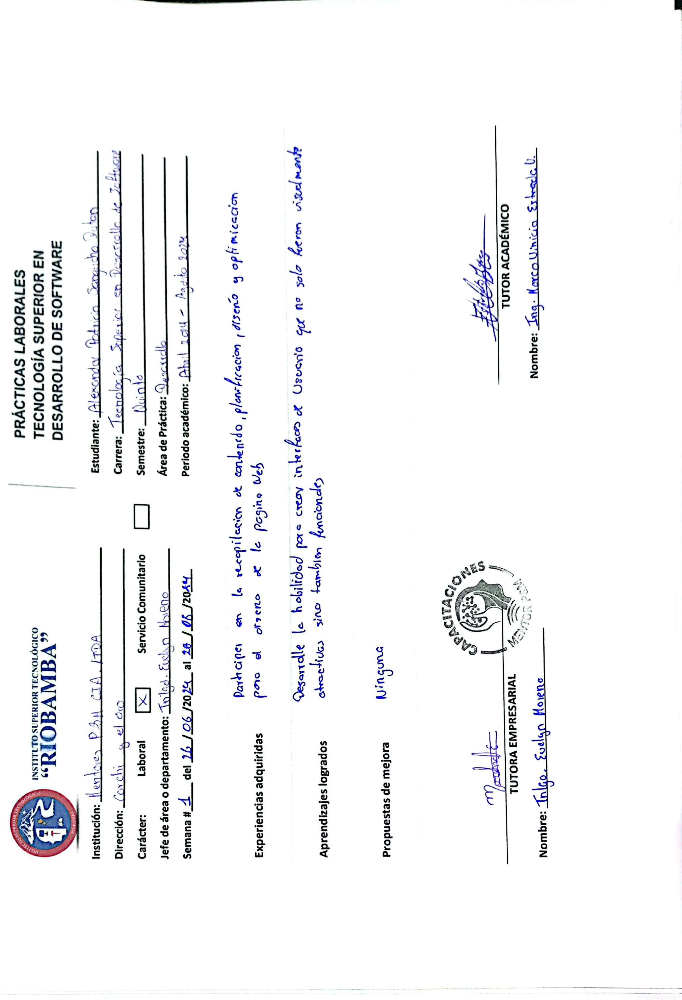 INSTITUTO SUPERIOR TECNOLÓGICO
“RIOBAMBA”
PRÁCTICAS LABORALES
TECNOLOGÍA SUPERIOR EN
DESARROLLO DE SOFTWARE
Institución: Mentores PSM CIA. LTDA
Estudiante: Alexander Patricio Sangucho Dutan
Dirección: Carchi y el Oro
Carrera: Tecnología Superior en Desarrollo de Software
Carácter: Laboral X Servicio Comunitario
Semestre: Quinto
Jefe de área o departamento: Tnlgo. Evelyn Moreno
Área de Práctica: Desarrollo
Semana # 1 del 26/06/2024 al 28/06/2024
Periodo académico: Abril 2024 - Agosto 2024
Experiencias adquiridas
Participer en la recopilacion de contenido, planificacion, diseño y optimicacion
para el diseno de la pagina Web
Aprendizajes logrados
Desarrolle la habilidad para crear interfaces de Usuario que no solo fueron visualmente
atractivas sino tambien funcionales
Propuestas de mejora
Ninguna
CAPACITACIONES
MENTOR PSM
TUTORA EMPRESARIAL
Nombre: Tnlgo. Evelyn Moreno
TUTOR ACADÉMICO
Nombre: Ing. Marco Vinicio Estrada V.